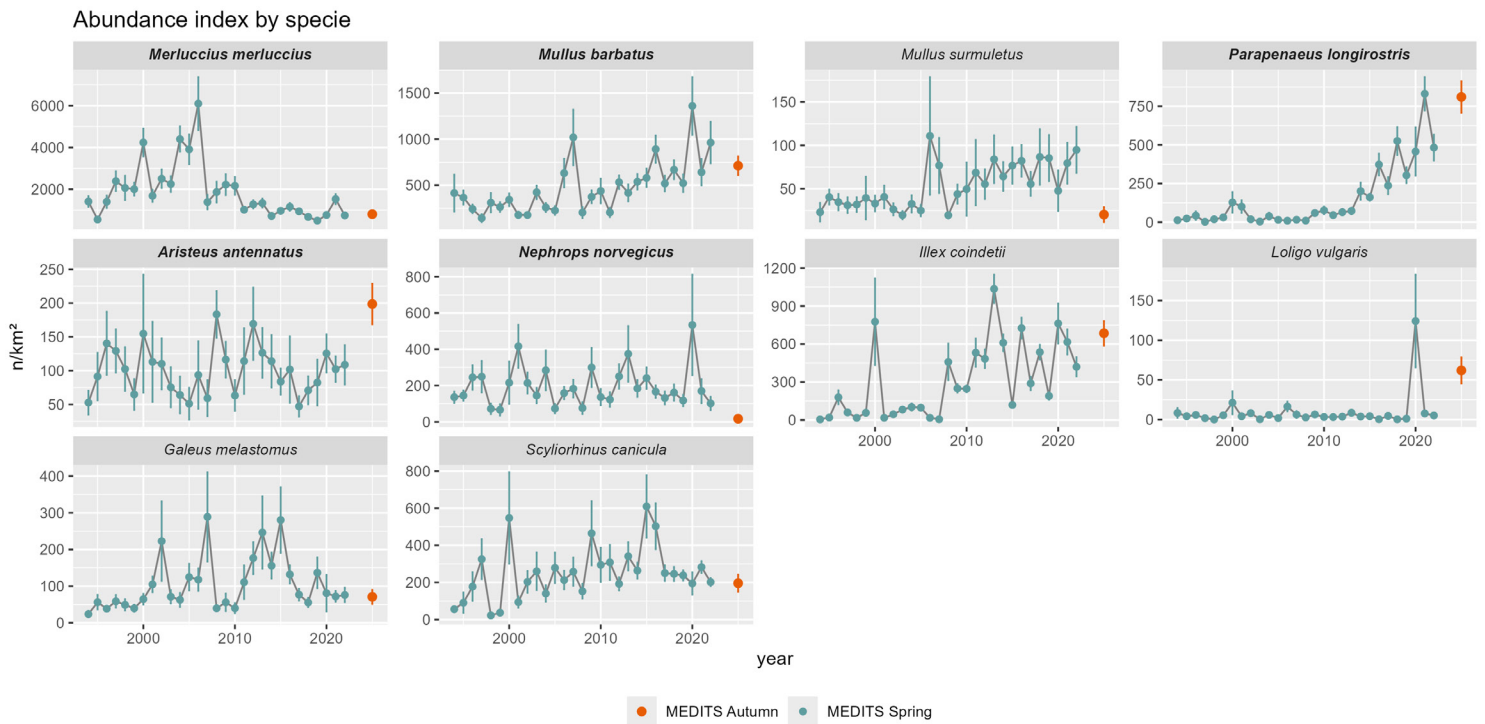 Abundance index by specie
Merluccius merluccius
Mullus barbatus
Mullus surmuletus
Parapenaeus longirostris
6000
4000
2000
1500
1000
500
150
100
50
750
500
250
0
Aristeus antennatus
Nephrops norvegicus
Illex coindetii
Loligo vulgaris
n/km²
250
200
150
100
50
800
600
400
200
0
1200
900
600
300
0
150
100
50
0
2000 2010 2020
2000 2010 2020
Galeus melastomus
Scyliorhinus canicula
400
300
200
100
0
800
600
400
200
0
2000 2010 2020
2000 2010 2020
year
MEDITS Autumn
MEDITS Spring